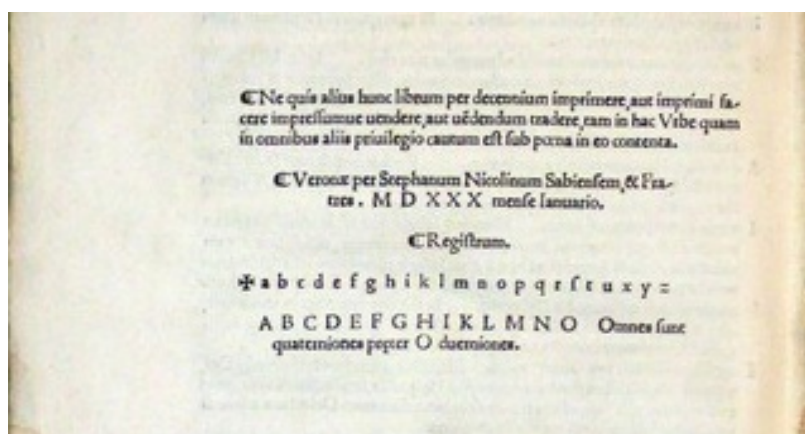 ⸿Ne quis alius hunc librum per decennium imprimere, aut imprimi fa-
cere impressumue uendere, aut uēdendum tradere, tam in hac Vrbe quam
in omnibus aliis priuilegio cautum est sub pœna in eo contenta.
⸿Veronæ per Stephanum Nicolinum Sabiensem, & Fra-
tres. M D X X X mense Ianuario.
⸿Registrum.
✠ a b c d e f g h i k l m n o p q r ſ t u x y z
A B C D E F G H I K L M N O Omnes sunt
quaterniones preter O duerniones.